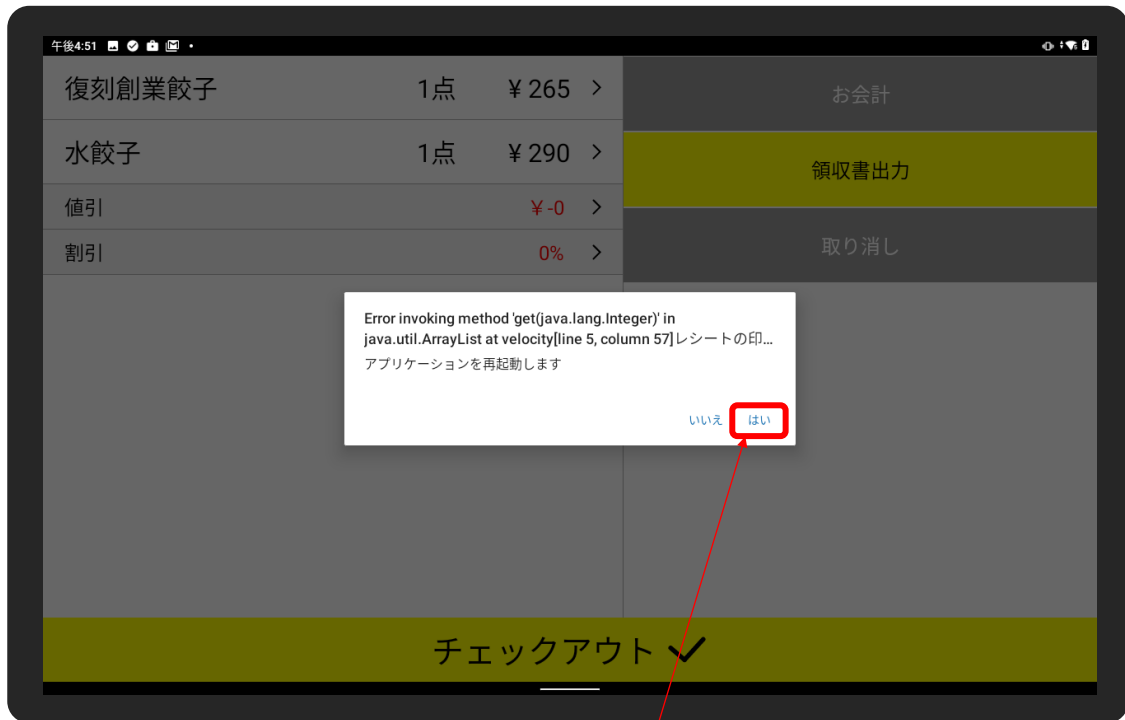 午後4:51
復刻創業餃子 1点 ¥ 265
水餃子 1点 ¥ 290
値引 ¥ -0
割引 0%
お会計
領収書出力
取り消し
Error invoking method 'get(java.lang.Integer)' in
java.util.ArrayList at velocity[line 5, column 57]レシートの印...
アプリケーションを再起動します
いいえ はい
チェックアウト